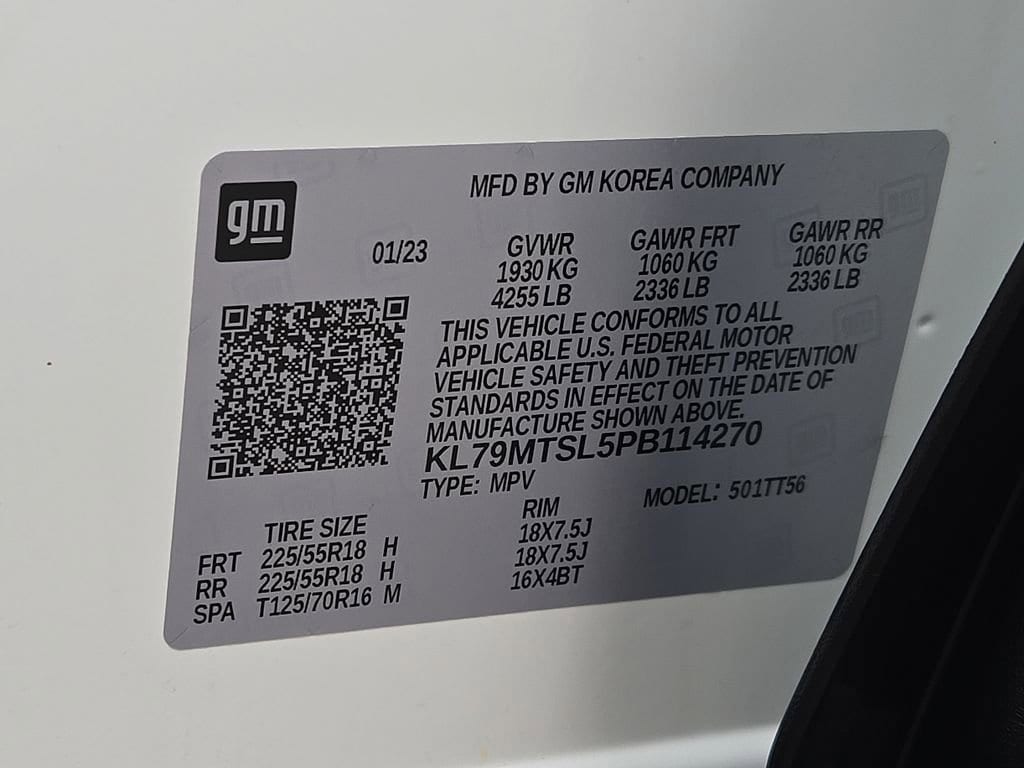 gm
MFD BY GM KOREA COMPANY
01/23
GVWR GAWR FRT GAWR RR
1930 KG 1060 KG 1060 KG
4255 LB 2336 LB 2336 LB
THIS VEHICLE CONFORMS TO ALL
APPLICABLE U.S. FEDERAL MOTOR
VEHICLE SAFETY AND THEFT PREVENTION
STANDARDS IN EFFECT ON THE DATE OF
MANUFACTURE SHOWN ABOVE.
KL79MTSL5PB114270
TYPE: MPV MODEL: 501TT56
TIRE SIZE RIM
FRT 225/55R18 H 18X7.5J
RR 225/55R18 H 18X7.5J
SPA T125/70R16 M 16X4BT